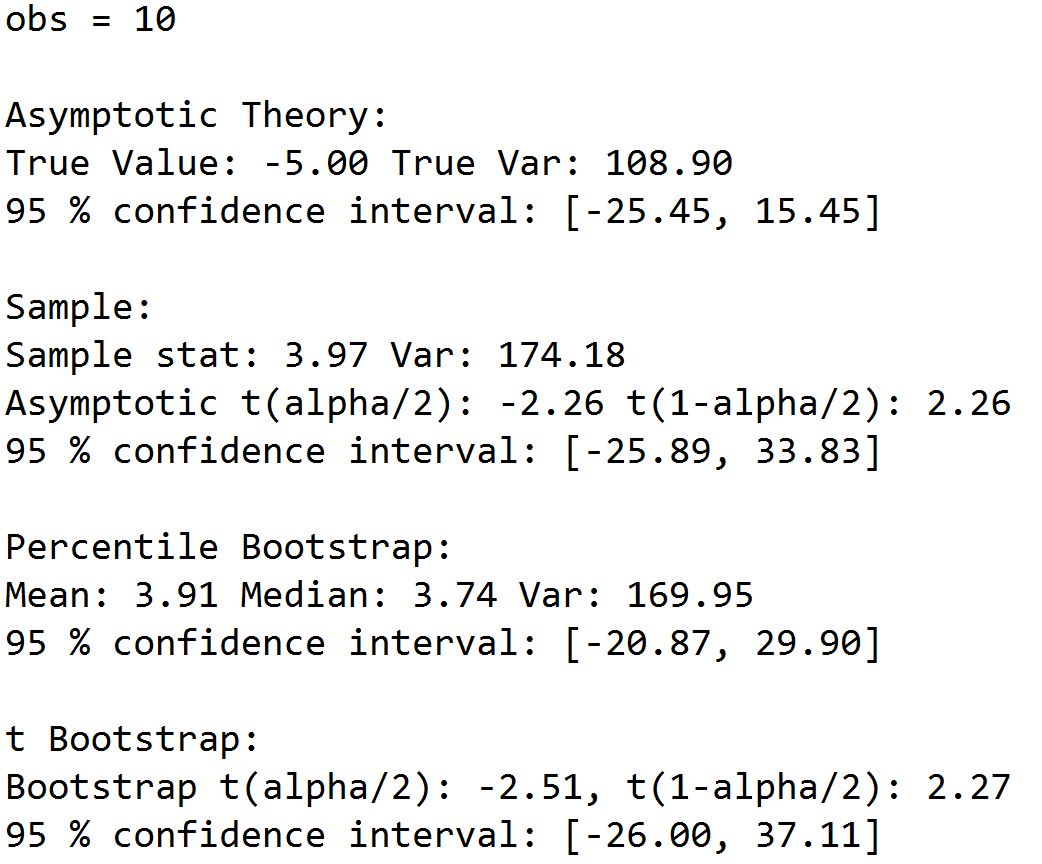 obs = 10
Asymptotic Theory:
True Value: -5.00 True Var: 108.90
95 % confidence interval: [-25.45, 15.45]
Sample:
Sample stat: 3.97 Var: 174.18
Asymptotic t(alpha/2): -2.26 t(1-alpha/2): 2.26
95 % confidence interval: [-25.89, 33.83]
Percentile Bootstrap:
Mean: 3.91 Median: 3.74 Var: 169.95
95 % confidence interval: [-20.87, 29.90]
t Bootstrap:
Bootstrap t(alpha/2): -2.51, t(1-alpha/2): 2.27
95 % confidence interval: [-26.00, 37.11]